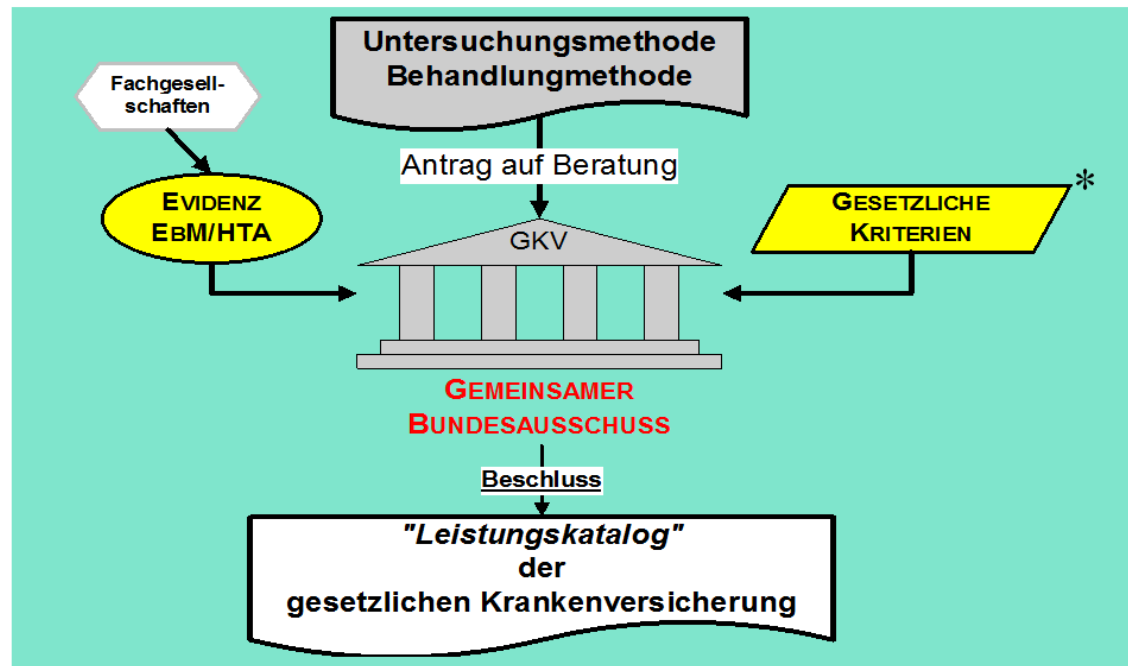 Untersuchungsmethode
Behandlungmethode
Fachgesell-
schaften
Antrag auf Beratung
EVIDENZ
EBM/HTA
GESETZLICHE
KRITERIEN
*
GKV
GEMEINSAMER
BUNDESAUSSCHUSS
Beschluss
"Leistungskatalog"
der
gesetzlichen Krankenversicherung